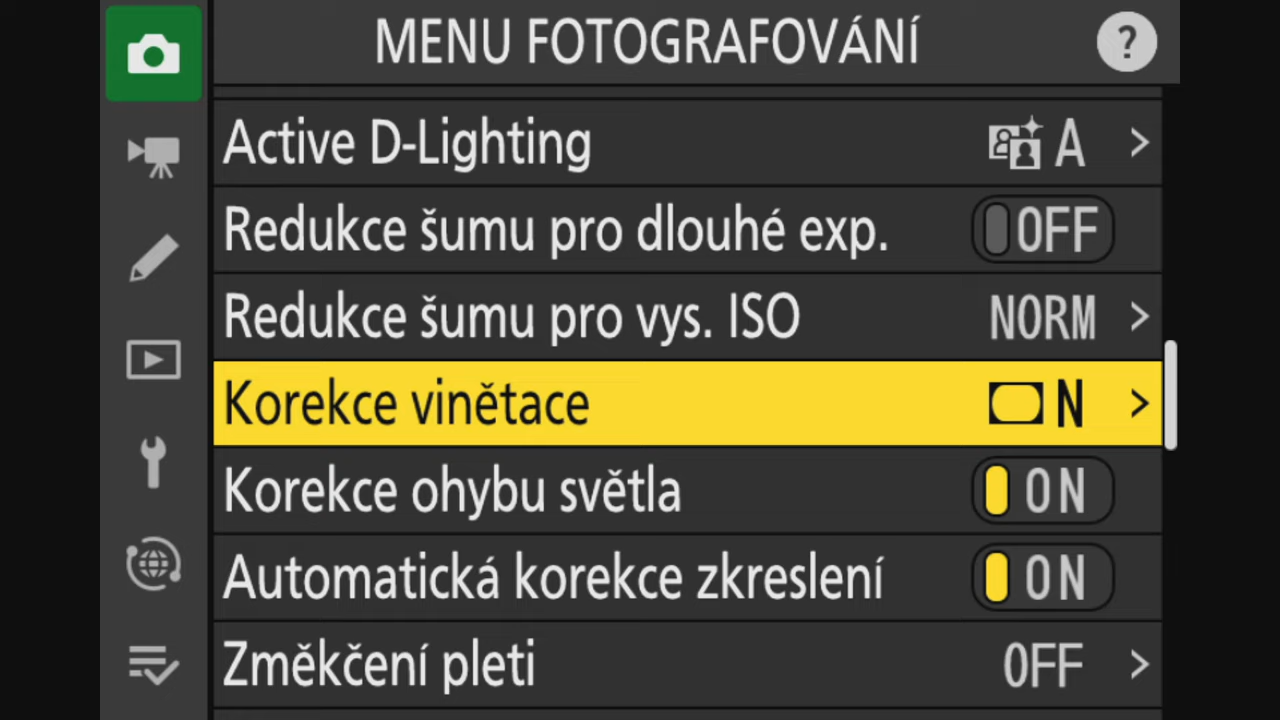 MENU FOTOGRAFOVÁNÍ ?
Active D-Lighting A >
Redukce šumu pro dlouhé exp. OFF
Redukce šumu pro vys. ISO NORM >
Korekce vinětace N >
Korekce ohybu světla ON
Automatická korekce zkreslení ON
Změkčení pleti OFF >